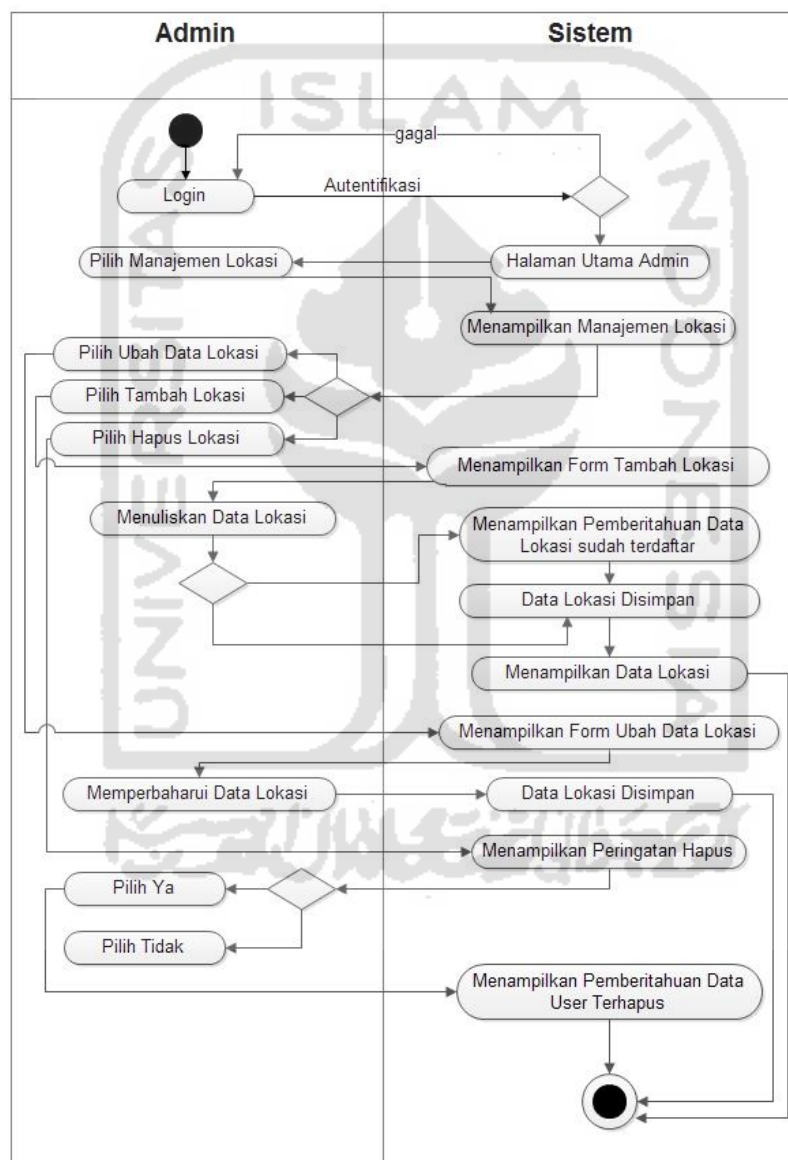 Admin
Sistem
UNIVERSITAS
ISLAM
INDONESIA
gagal
Login
Autentifikasi
Pilih Manajemen Lokasi
Halaman Utama Admin
Menampilkan Manajemen Lokasi
Pilih Ubah Data Lokasi
Pilih Tambah Lokasi
Pilih Hapus Lokasi
Menampilkan Form Tambah Lokasi
Menuliskan Data Lokasi
Menampilkan Pemberitahuan Data
Lokasi sudah terdaftar
Data Lokasi Disimpan
Menampilkan Data Lokasi
Menampilkan Form Ubah Data Lokasi
Memperbaharui Data Lokasi
Data Lokasi Disimpan
Menampilkan Peringatan Hapus
Pilih Ya
Pilih Tidak
Menampilkan Pemberitahuan Data
User Terhapus